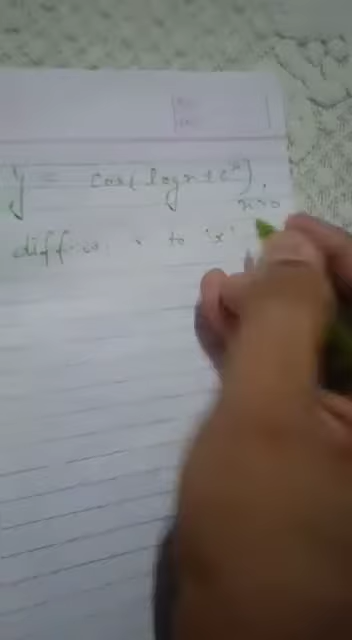 y = cos(log x + e^x),
x>0
diff. w. r. to 'x'